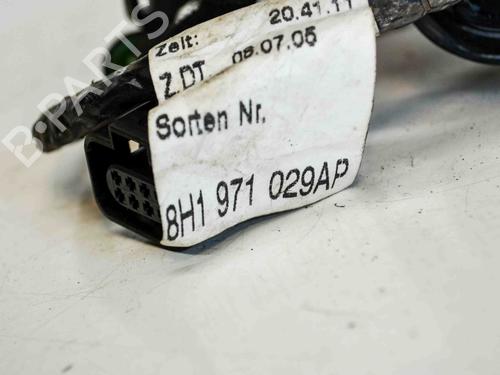 Zeit: 20.41.11
Z.DT. 08.07.05
Sorten Nr.
8H1 971 029AP
B-PARTS